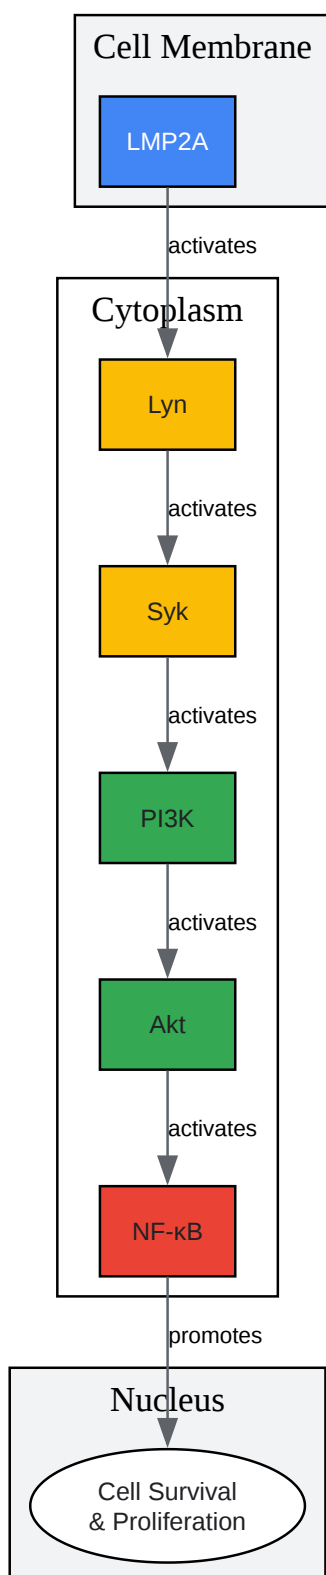 Cell Membrane
LMP2A
activates
Cytoplasm
Lyn
activates
Syk
activates
PI3K
activates
Akt
activates
NF-κB
promotes
Nucleus
Cell Survival
& Proliferation